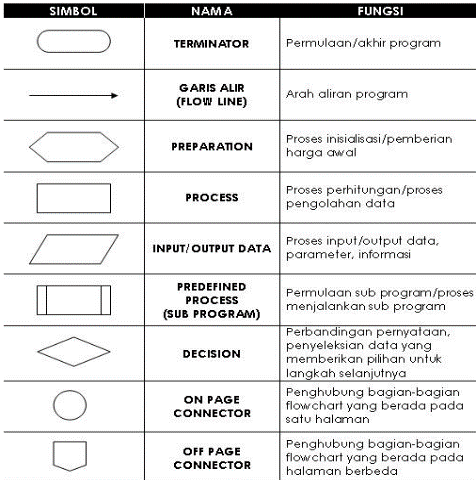 SIMBOL NAMA FUNGSI
TERMINATOR
Permulaan/akhir program
GARIS ALIR
(FLOW LINE)
Arah aliran program
PREPARATION
Proses inisialisasi/pemberian
harga awal
PROCESS
Proses perhitungan/proses
pengolahan data
INPUT/OUTPUT DATA
Proses input/output data,
parameter, informasi
PREDEFINED
PROCESS
(SUB PROGRAM)
Permulaan sub program/proses
menjalankan sub program
DECISION
Perbandingan pernyataan,
penyeleksian data yang
memberikan pilihan untuk
langkah selanjutnya
ON PAGE
CONNECTOR
Penghubung bagian-bagian
flowchart yang berada pada
satu halaman
OFF PAGE
CONNECTOR
Penghubung bagian-bagian
flowchart yang berada pada
halaman berbeda